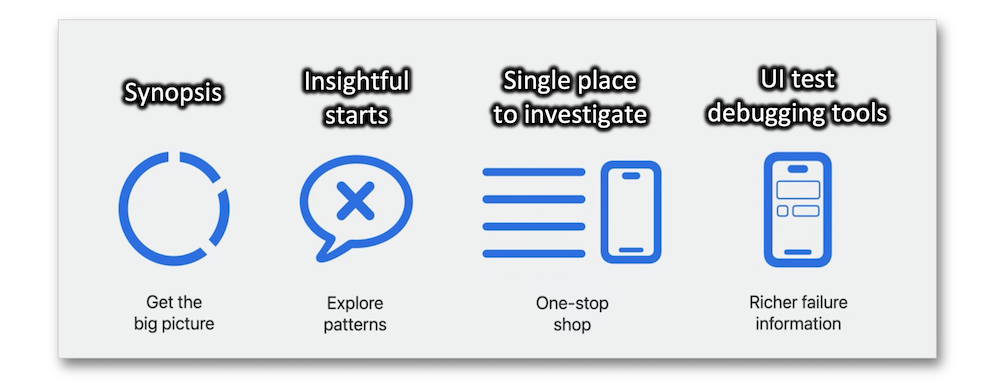 Synopsis
Insightful
starts
Single place
to investigate
UI test
debugging tools
Get the
big picture
Explore
patterns
One-stop
shop
Richer failure
information